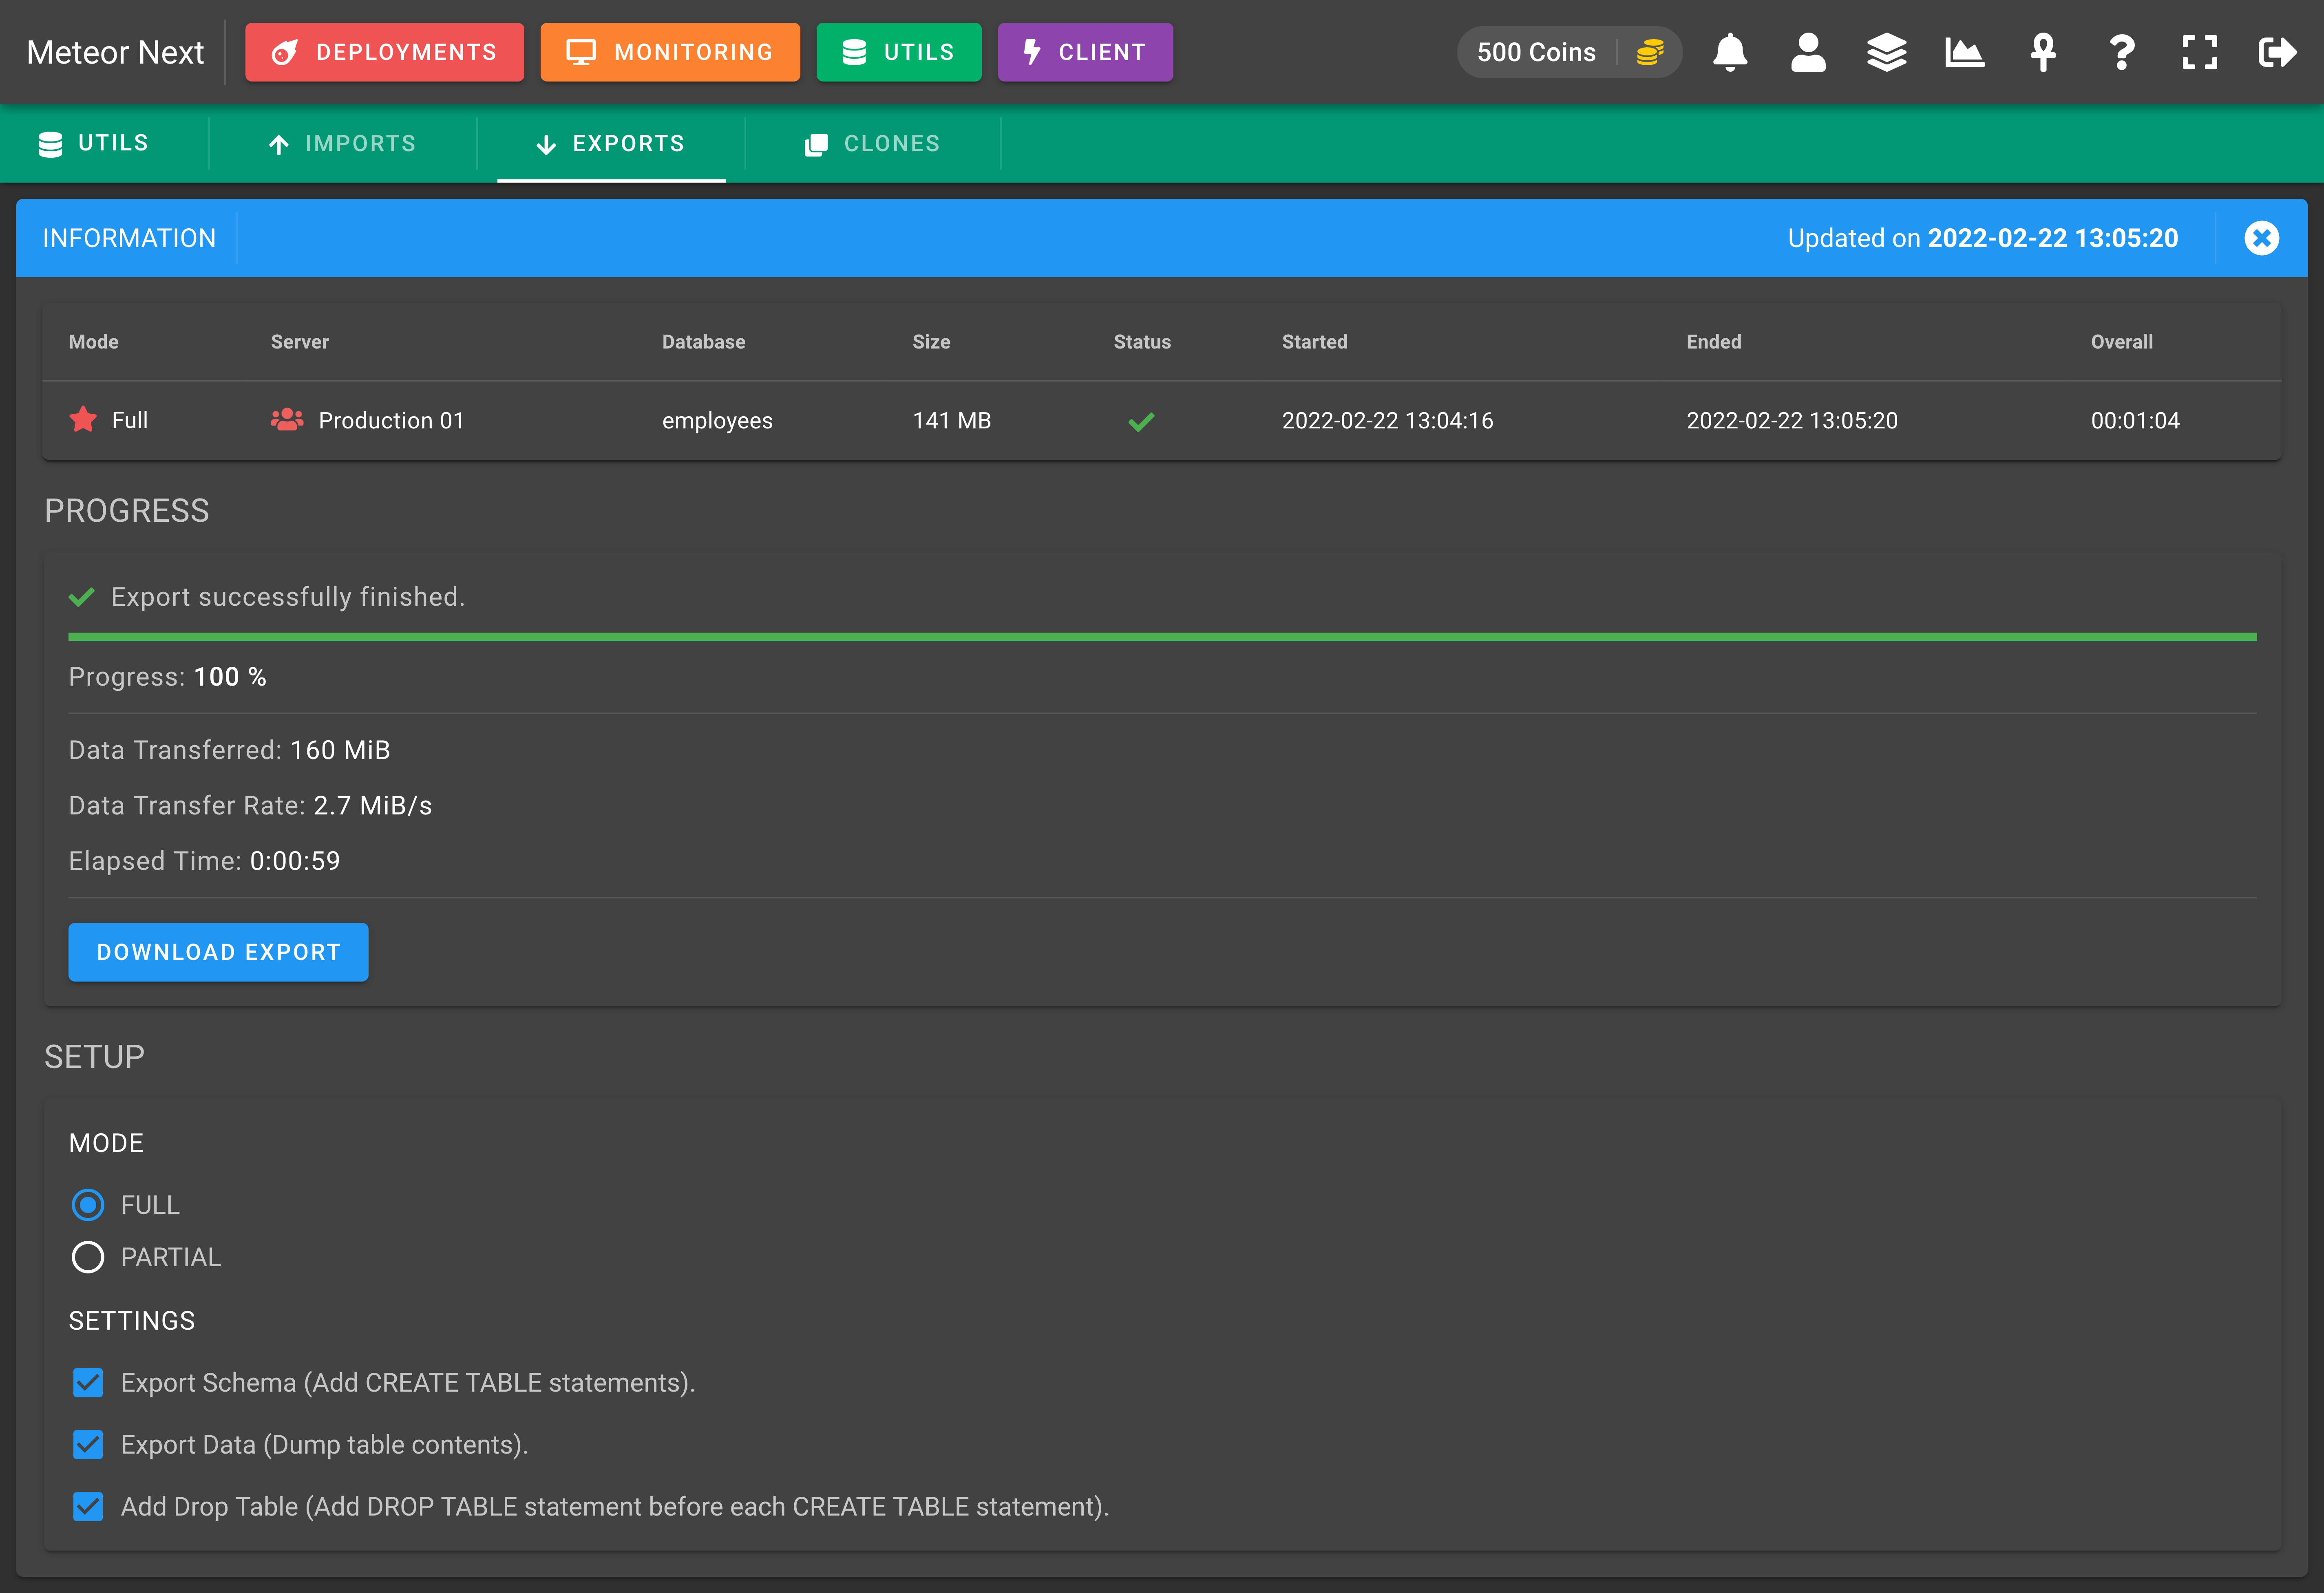 Meteor Next DEPLOYMENTS MONITORING UTILS CLIENT 500 Coins
UTILS IMPORTS EXPORTS CLONES
INFORMATION Updated on 2022-02-22 13:05:20
Mode Server Database Size Status Started Ended Overall
Full Production 01 employees 141 MB 2022-02-22 13:04:16 2022-02-22 13:05:20 00:01:04
PROGRESS
Export successfully finished.
Progress: 100 %
Data Transferred: 160 MiB
Data Transfer Rate: 2.7 MiB/s
Elapsed Time: 0:00:59
DOWNLOAD EXPORT
SETUP
MODE
FULL
PARTIAL
SETTINGS
Export Schema (Add CREATE TABLE statements).
Export Data (Dump table contents).
Add Drop Table (Add DROP TABLE statement before each CREATE TABLE statement).